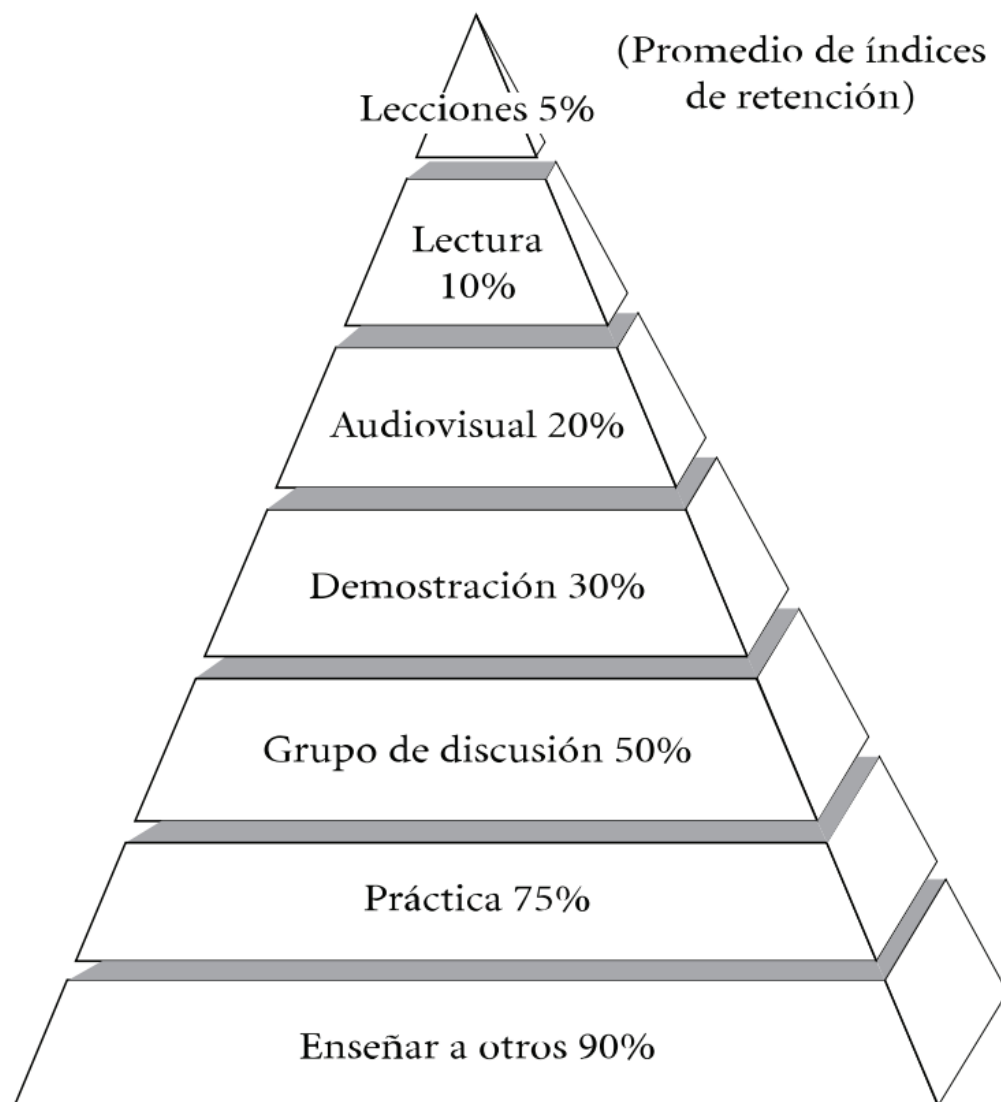 (Promedio de índices
de retención)
Lecciones 5%
Lectura
10%
Audiovisual 20%
Demostración 30%
Grupo de discusión 50%
Práctica 75%
Enseñar a otros 90%